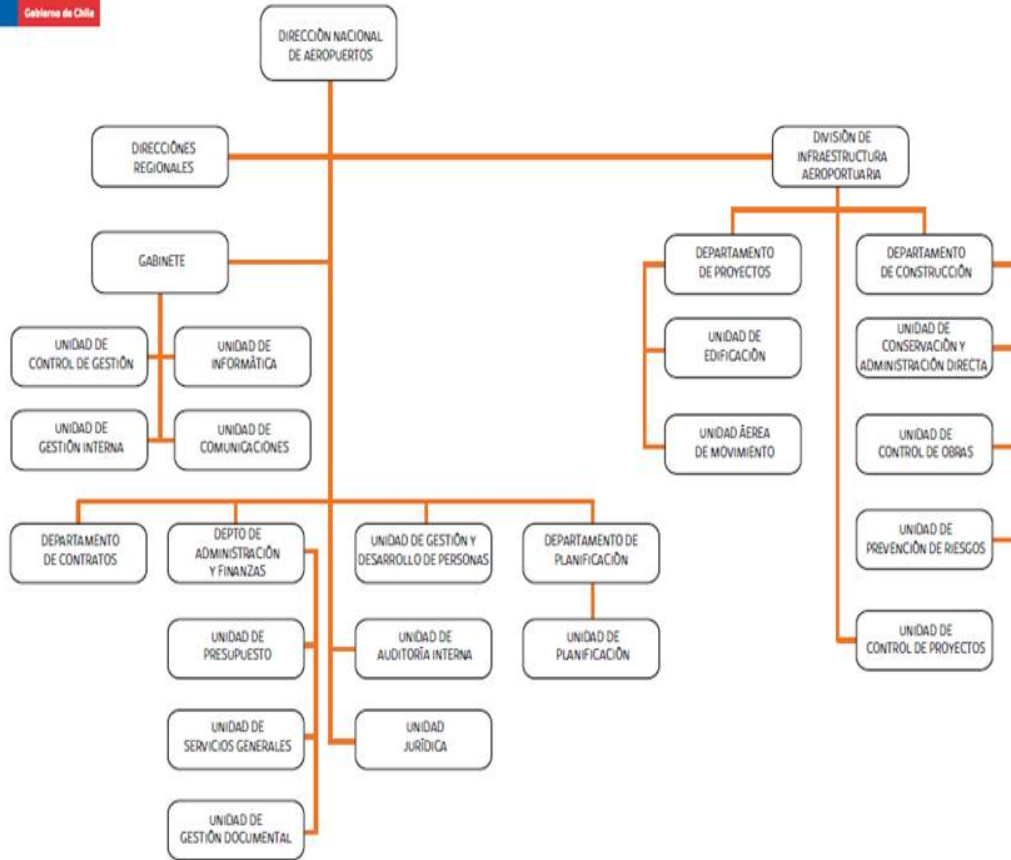 Gobierno de Chile
DIRECCIÓN NACIONAL
DE AEROPUERTOS
DIRECCIÓNES
REGIONALES
DIVISIÓN DE
INFRAESTRUCTURA
AEROPORTUARIA
GABINETE
DEPARTAMENTO
DE PROYECTOS
DEPARTAMENTO
DE CONSTRUCCIÓN
UNIDAD DE
CONTROL DE GESTIÓN
UNIDAD DE
INFORMÁTICA
UNIDAD DE
EDIFICACIÓN
UNIDAD DE
CONSERVACIÓN Y
ADMINISTRACIÓN DIRECTA
UNIDAD DE
GESTIÓN INTERNA
UNIDAD DE
COMUNICACIONES
UNIDAD ÁEREA
DE MOVIMIENTO
UNIDAD DE
CONTROL DE OBRAS
DEPARTAMENTO
DE CONTRATOS
DEPTO DE
ADMINISTRACIÓN
Y FINANZAS
UNIDAD DE GESTIÓN Y
DESARROLLO DE PERSONAS
DEPARTAMENTO DE
PLANIFICACIÓN
UNIDAD DE
PREVENCIÓN DE RIESGOS
UNIDAD DE
PRESUPUESTO
UNIDAD DE
AUDITORÍA INTERNA
UNIDAD DE
PLANIFICACIÓN
UNIDAD DE
CONTROL DE PROYECTOS
UNIDAD DE
SERVICIOS GENERALES
UNIDAD
JURÍDICA
UNIDAD DE
GESTIÓN DOCUMENTAL